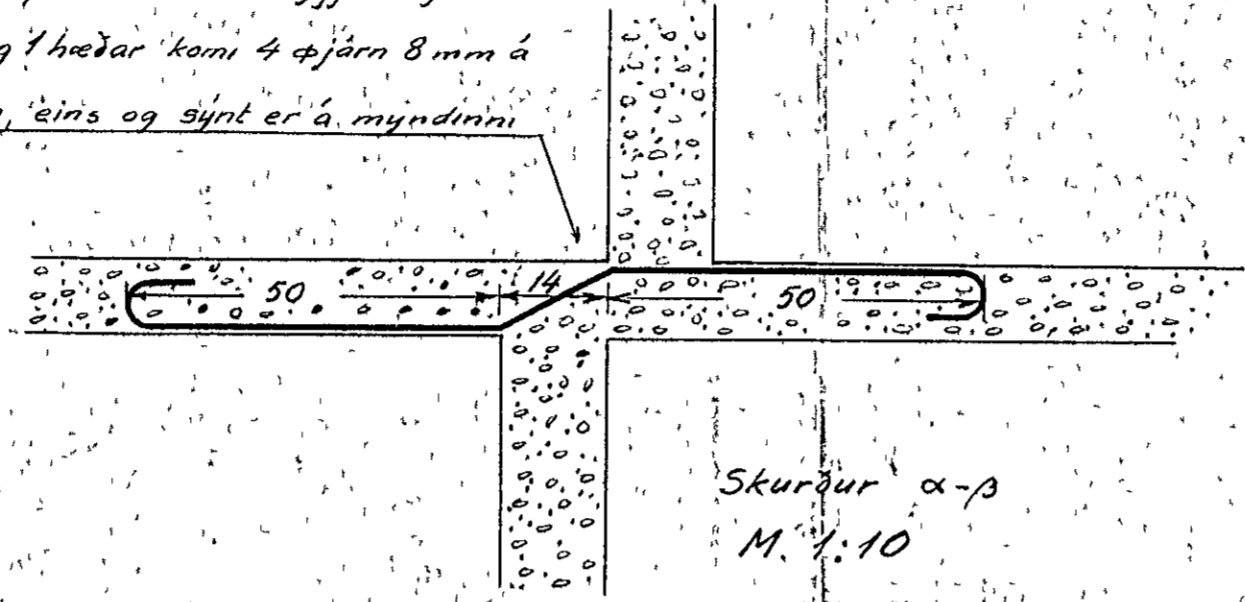 1 hæðar komi 4 ɸ járn 8 mm á
eins og sýnt er á myndinni
50
14
50
Skurður α-β
M. 1:10